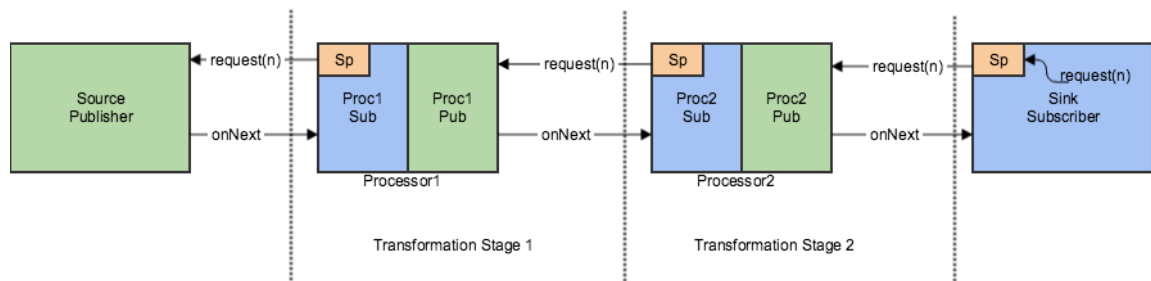 Source
Publisher
request(n)
onNext
Sp
Proc1
Sub
Proc1
Pub
Processor1
request(n)
onNext
Sp
Proc2
Sub
Proc2
Pub
Processor2
request(n)
onNext
Sp
request(n)
Sink
Subscriber
Transformation Stage 1
Transformation Stage 2